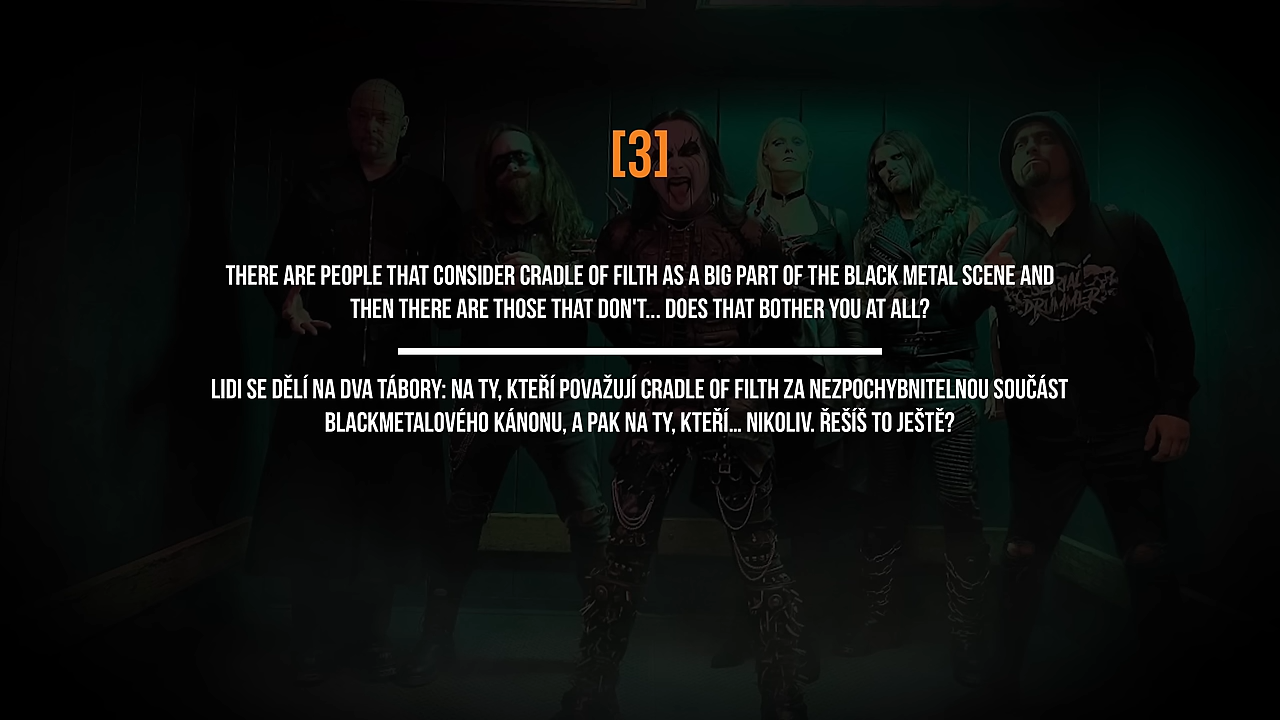 [3]
THERE ARE PEOPLE THAT CONSIDER CRADLE OF FILTH AS A BIG PART OF THE BLACK METAL SCENE AND
THEN THERE ARE THOSE THAT DON'T... DOES THAT BOTHER YOU AT ALL?
LIDI SE DĚLÍ NA DVA TÁBORY: NA TY, KTEŘÍ POVAŽUJÍ CRADLE OF FILTH ZA NEZPOCHYBNITELNOU SOUČÁST
BLACKMETALOVÉHO KÁNONU, A PAK NA TY, KTEŘÍ... NIKOLIV. ŘEŠÍŠ TO JEŠTĚ?
DRUMMER